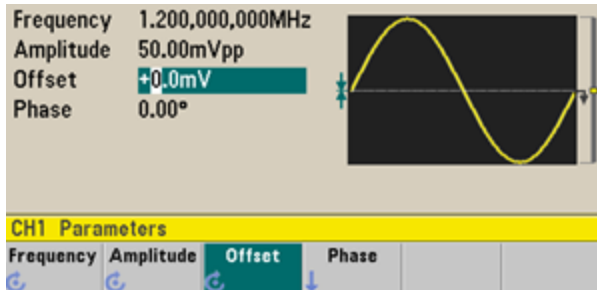 Frequency 1.200,000,000MHz
Amplitude 50.00mVpp
Offset +0.0mV
Phase 0.00°
CH1 Parameters
Frequency Amplitude Offset Phase